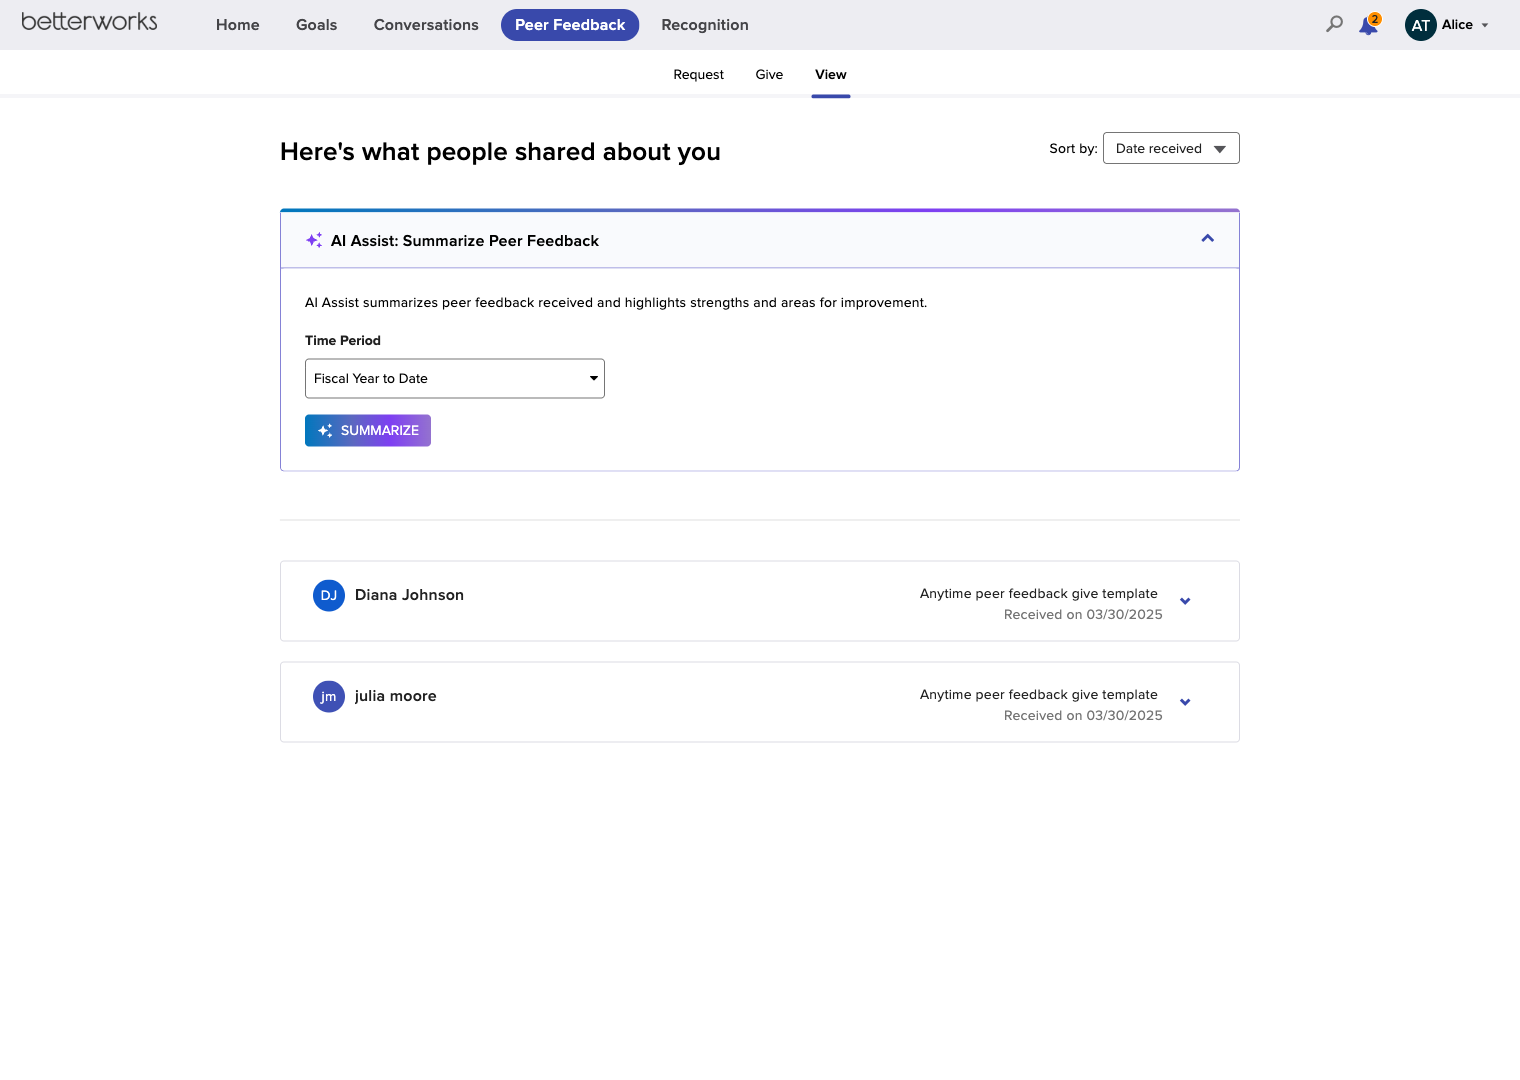 betterworks
Home Goals Conversations Peer Feedback Recognition
2
AT Alice
Request Give View
Here's what people shared about you
Sort by: Date received
AI Assist: Summarize Peer Feedback
AI Assist summarizes peer feedback received and highlights strengths and areas for improvement.
Time Period
Fiscal Year to Date
SUMMARIZE
DJ Diana Johnson
Anytime peer feedback give template
Received on 03/30/2025
jm julia moore
Anytime peer feedback give template
Received on 03/30/2025